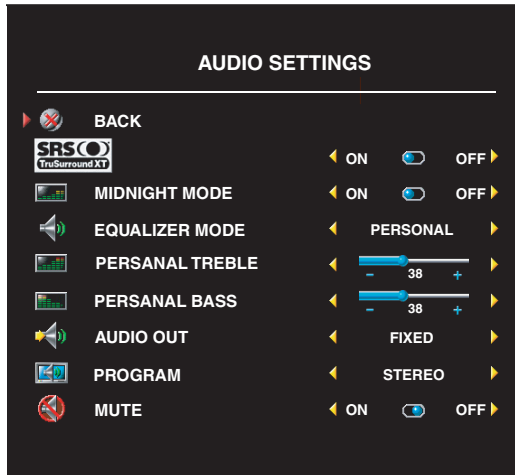 AUDIO SETTINGS
BACK
SRS(O)
TruSurround XT
ON OFF
MIDNIGHT MODE ON OFF
EQUALIZER MODE PERSONAL
PERSANAL TREBLE - 38 +
PERSANAL BASS - 38 +
AUDIO OUT FIXED
PROGRAM STEREO
MUTE ON OFF